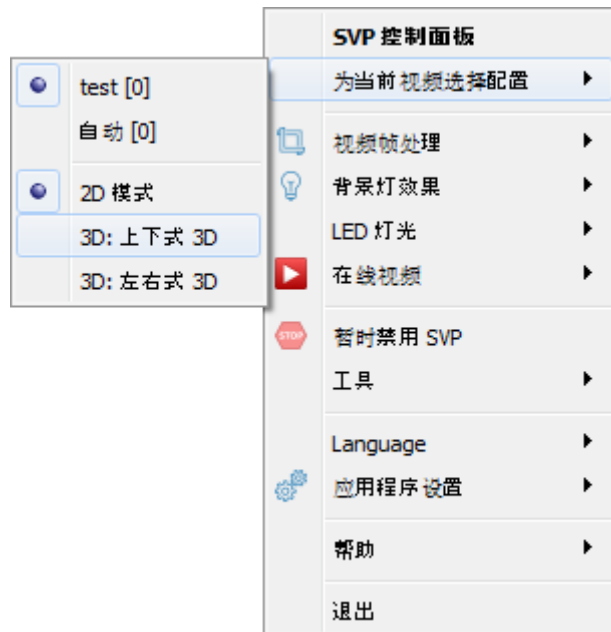 SVP 控制面板
为当前视频选择配置
test [0]
自动 [0]
2D 模式
3D: 上下式 3D
3D: 左右式 3D
视频帧处理
背景灯效果
LED 灯光
在线视频
STOP
暂时禁用 SVP
工具
Language
应用程序设置
帮助
退出